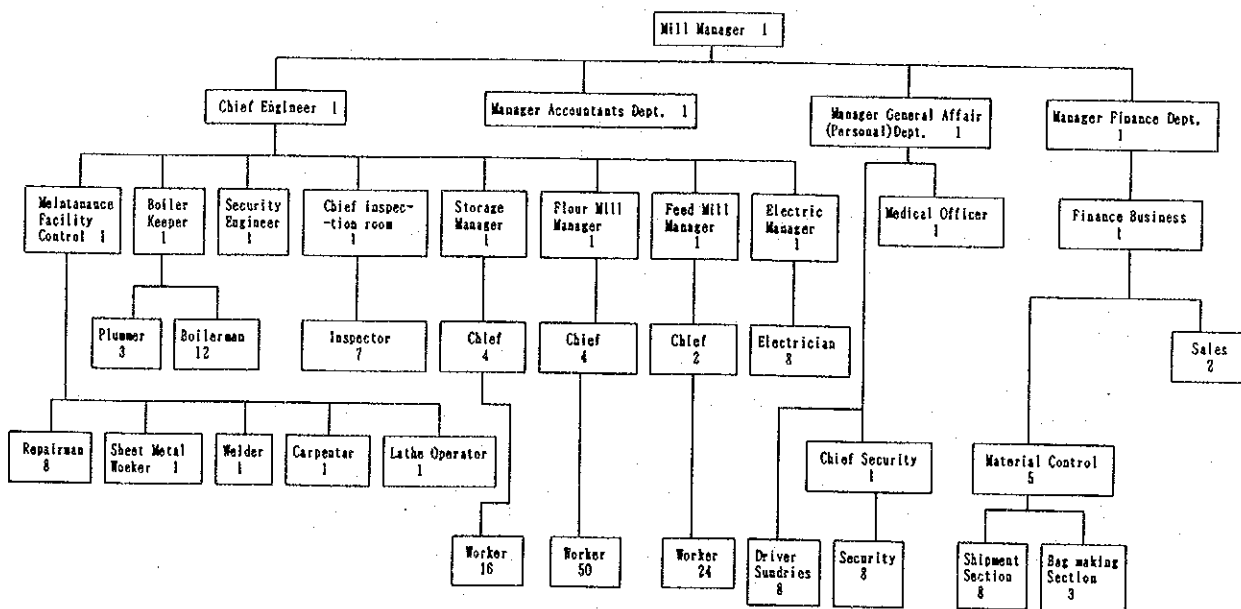 Mill Manager 1
Chief Engineer 1
Manager Accountants Dept. 1
Manager General Affair
(Personal)Dept. 1
Manager Finance Dept.
1
Meintanance
Facility
Control 1
Boiler
Keeper
1
Security
Engineer
1
Chief inspec-
-tion room
1
Storage
Manager
1
Flour Mill
Manager
1
Feed Mill
Manager
1
Electric
Manager
1
Medical Officer
1
Finance Business
1
Plummer
3
Boilerman
12
Inspector
7
Chief
4
Chief
4
Chief
2
Electrician
8
Sales
2
Repairman
8
Sheet Metal
Woeker 1
Welder
1
Carpentar
1
Lathe Operator
1
Chief Security
1
Material Control
5
Worker
16
Worker
50
Worker
24
Driver
Sundries
8
Security
8
Shipment
Section
8
Bag making
Section
3